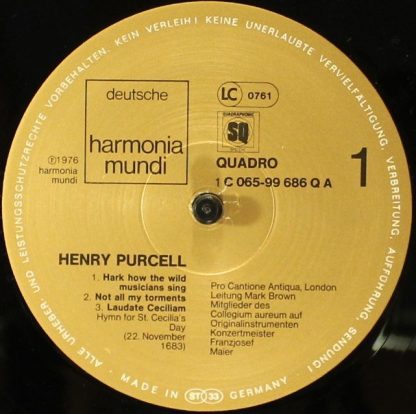 ALLE URHEBER- UND LEISTUNGSSCHUTZRECHTE VORBEHALTEN. KEIN VERLEIH! KEINE UNERLAUBTE VERVIELFÄLTIGUNG, VERBREITUNG, AUFFÜHRUNG, SENDUNG!
deutsche
harmonia
mundi
LC 0761
QUADRAPHONIC
SQ
℗1976
harmonia
mundi
QUADRO
1
1 C 065-99 686 Q A
HENRY PURCELL
1. Hark how the wild
musicians sing
2. Not all my torments
3. Laudate Ceciliam
Hymn for St. Cecilia's
Day
(22. November
1683)
Pro Cantione Antiqua, London
Leitung Mark Brown
Mitglieder des
Collegium aureum auf
Originalinstrumenten
Konzertmeister
Franzjosef
Maier
MADE IN ST 33 GERMANY